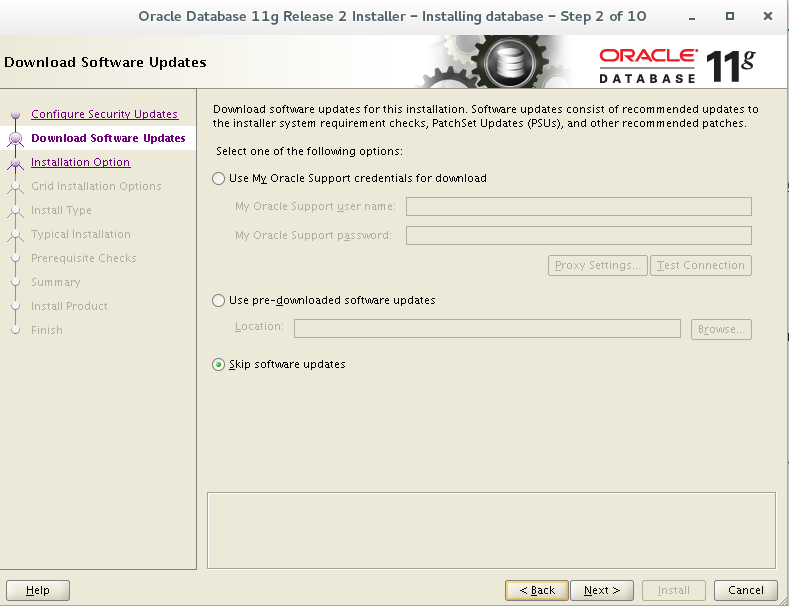 Oracle Database 11g Release 2 Installer - Installing database - Step 2 of 10
Download Software Updates
ORACLE
DATABASE
11g
Configure Security Updates
Download Software Updates
Installation Option
Grid Installation Options
Install Type
Typical Installation
Prerequisite Checks
Summary
Install Product
Finish
Download software updates for this installation. Software updates consist of recommended updates to
the installer system requirement checks, PatchSet Updates (PSUs), and other recommended patches.
Select one of the following options:
Use My Oracle Support credentials for download
My Oracle Support user name:
My Oracle Support password:
Proxy Settings... Test Connection
Use pre-downloaded software updates
Location: Browse...
Skip software updates
Help < Back Next > Install Cancel